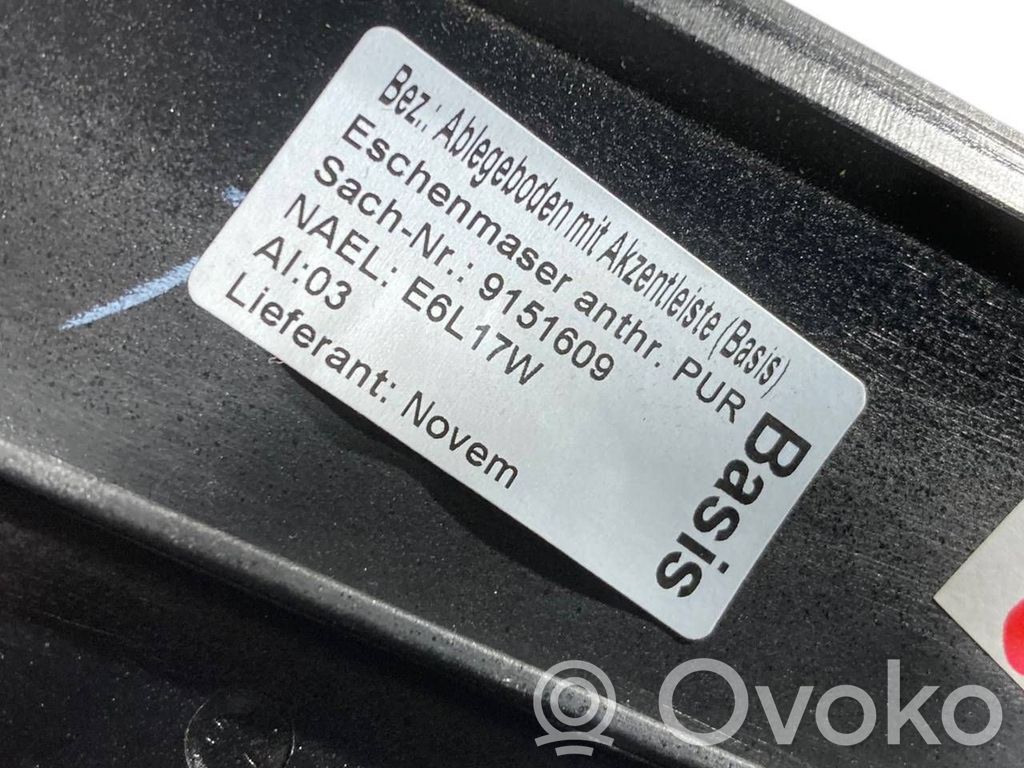 Bez.: Ablegeboden mit Akzentleiste (Basis)
Eschenmaser anthr. PUR
Sach-Nr.: 9151609
NAEL: E6L17W
AI:03
Lieferant: Novem
Basis
Ovoko